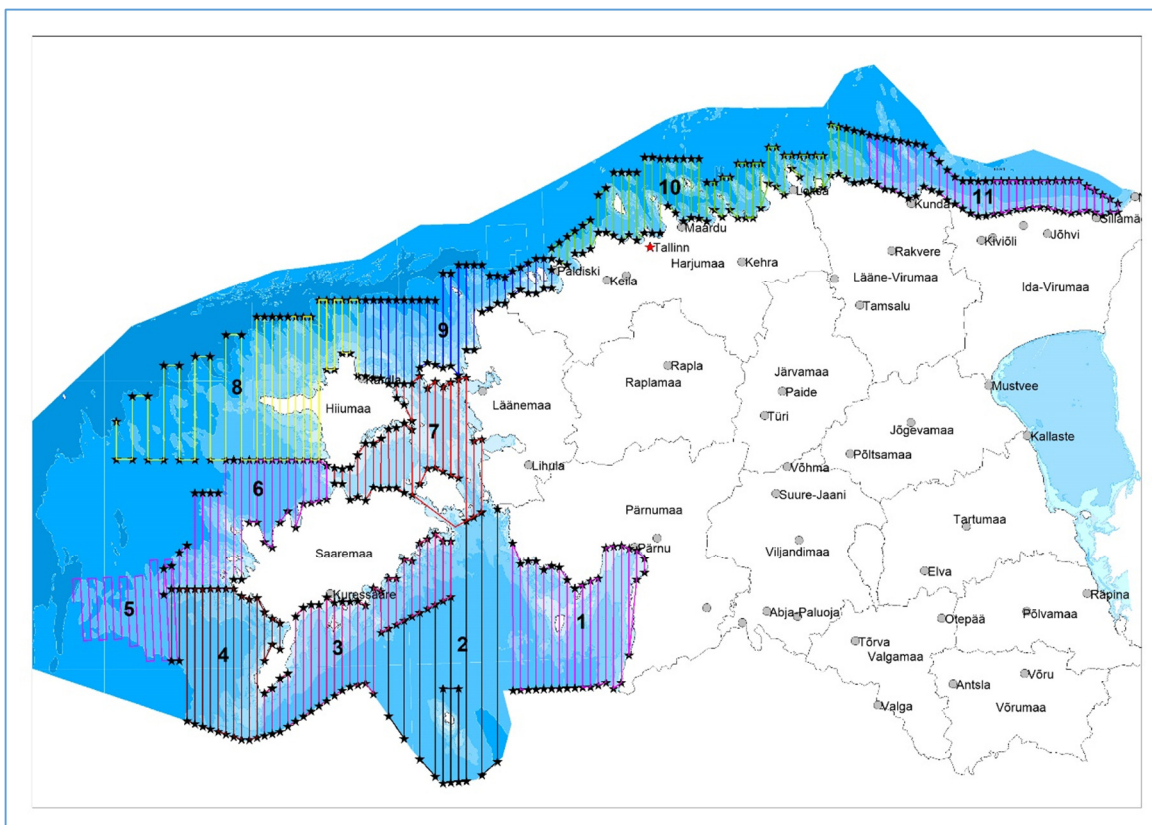 10
11
Loksa
Kunda
Sillamä
Maardu
Tallinn
Kiviõli
Jõhvi
Rakvere
Harjumaa
Kehra
Paldiski
Keila
Lääne-Virumaa
Ida-Virumaa
Tamsalu
9
8
Kärdla
Rapla
Järvamaa
Raplamaa
Mustvee
Läänemaa
Paide
Hiiumaa
Türi
Jõgevamaa
7
Kallaste
Põltsamaa
Lihula
Võhma
6
Suure-Jaani
Pärnumaa
Tartumaa
Viljandimaa
Pärnu
Saaremaa
Elva
Kuressaare
Räpina
5
Abja-Paluoja
Põlvamaa
1
Otepää
2
Tõrva
3
4
Valgamaa
Võru
Antsla
Valga
Võrumaa